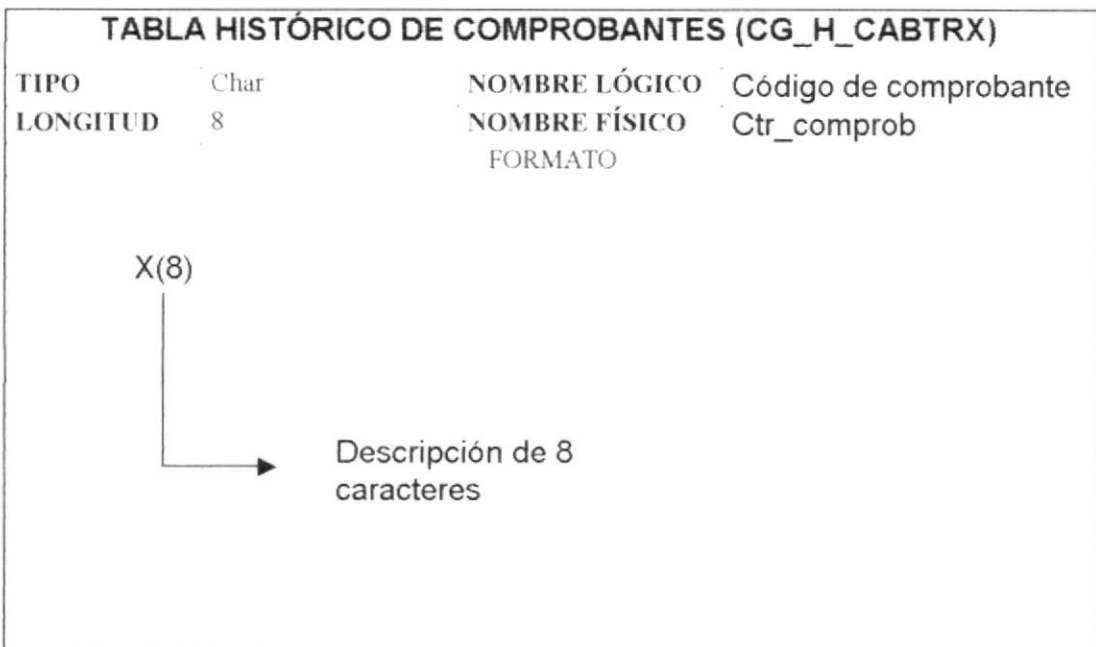 TABLA HISTÓRICO DE COMPROBANTES (CG_H_CABTRX)
TIPO Char NOMBRE LÓGICO Código de comprobante
LONGITUD 8 NOMBRE FÍSICO Ctr_comprob
FORMATO
X(8)
Descripción de 8
caracteres